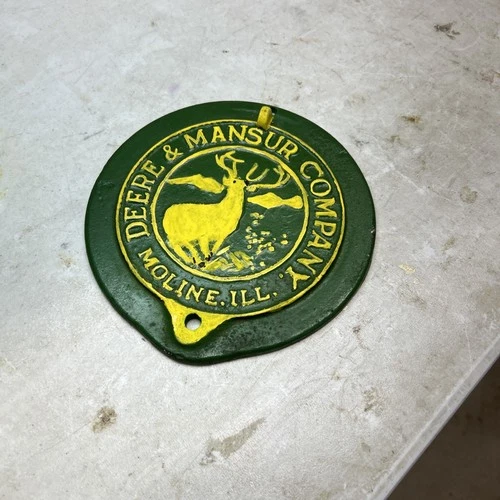 DEERE & MANSUR COMPANY.
MOLINE. ILL.